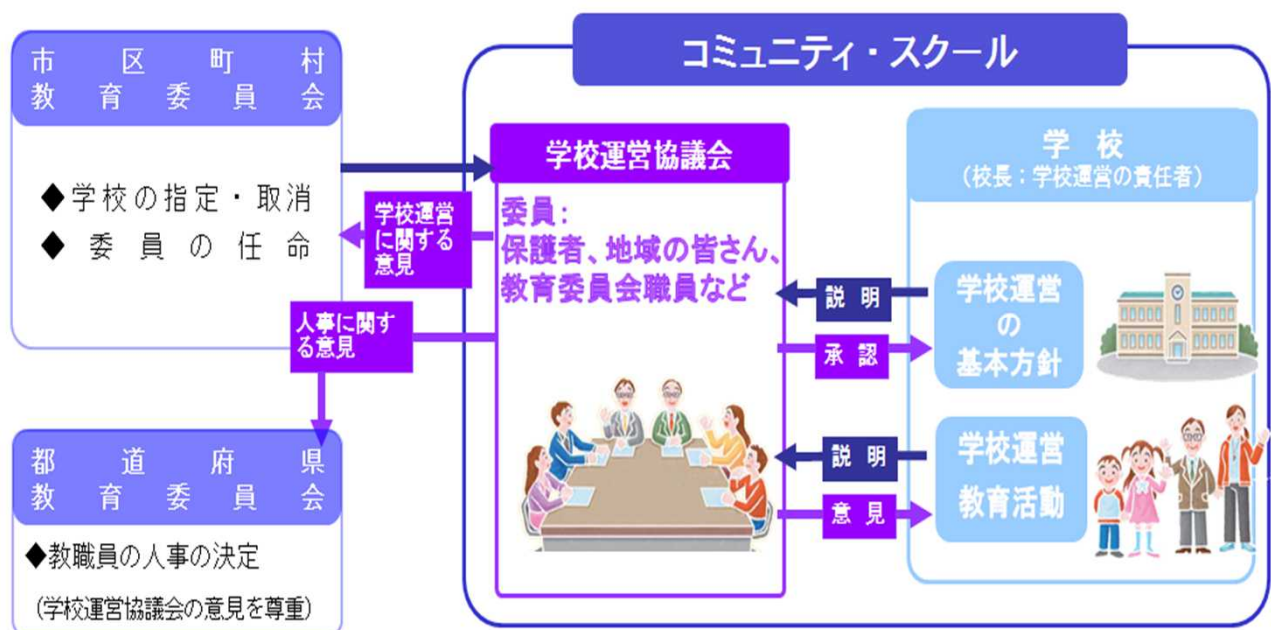 コミュニティ・スクール
市区町村
教育委員会
◆学校の指定・取消
◆委員の任命
学校運営
に関する
意見
人事に関す
る意見
都道府県
教育委員会
◆教職員の人事の決定
(学校運営協議会の意見を尊重)
学校運営協議会
委員:
保護者、地域の皆さん、
教育委員会職員など
説明
承認
説明
意見
学校
(校長:学校運営の責任者)
学校運営
の
基本方針
学校運営
教育活動